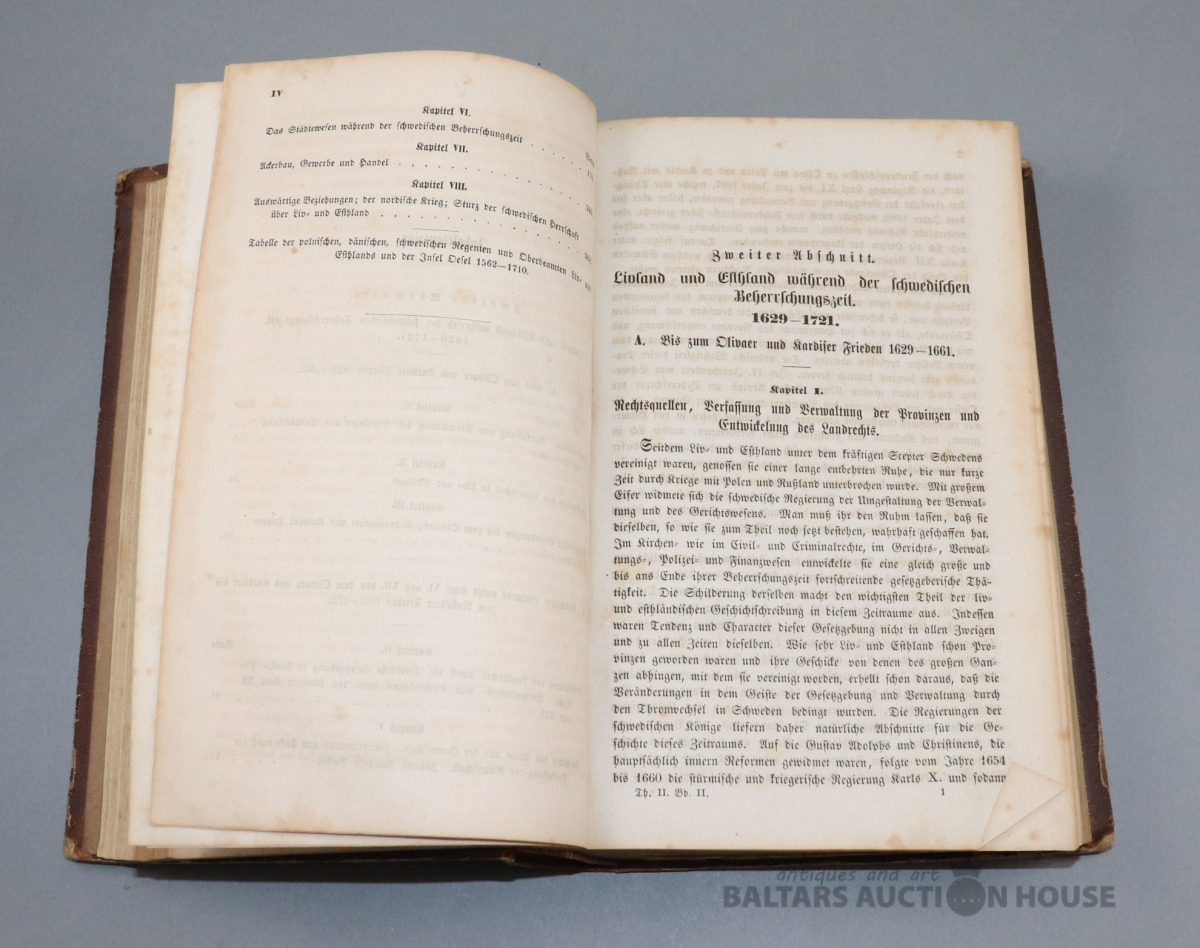 IV
Kapitel VI.
Das Städtewesen während der schwedischen Beherrschungszeit . . . . .
Kapitel VII.
Ackerbau, Gewerbe und Handel . . . . . . . . . . . .
Kapitel VIII.
Auswärtige Beziehungen; der nordische Krieg; Sturz der schwedischen Herrschaft
über Liv- und Esthland . . . . . . . . . . . .
Tabelle der polnischen, dänischen, schwedischen Regenten und Oberbeamten Liv- und
Esthlands und der Insel Oesel 1562—1710.
Zweiter Abschnitt.
Livland und Esthland während der schwedischen
Beherrschungszeit.
1629—1721.
A. Bis zum Olivaer und Kardiser Frieden 1629—1661.
Kapitel I.
Rechtsquellen, Verfassung und Verwaltung der Provinzen und
Entwickelung des Landrechts.
Seitdem Liv- und Esthland unter dem kräftigen Scepter Schwedens
vereinigt waren, genossen sie einer lange entbehrten Ruhe, die nur kurze
Zeit durch Kriege mit Polen und Rußland unterbrochen wurde. Mit großem
Eifer widmete sich die schwedische Regierung der Umgestaltung der Verwal-
tung und des Gerichtswesens. Man muß ihr den Ruhm lassen, daß sie
dieselben, so wie sie zum Theil noch jetzt bestehen, wahrhaft geschaffen hat.
Im Kirchen- wie im Civil- und Criminalrechte, im Gerichts-, Verwal-
tungs-, Polizei- und Finanzwesen entwickelte sie eine gleich große und
bis ans Ende ihrer Beherrschungszeit fortschreitende gesetzgeberische Thä-
tigkeit. Die Schilderung derselben macht den wichtigsten Theil der liv-
und esthländischen Geschichtschreibung in diesem Zeitraume aus. Indessen
waren Tendenz und Character dieser Gesetzgebung nicht in allen Zweigen
und zu allen Zeiten dieselben. Wie sehr Liv- und Esthland schon Pro-
vinzen geworden waren und ihre Geschicke von denen des großen Gan-
zen abhingen, mit dem sie vereinigt worden, erhellt schon daraus, daß die
Veränderungen in dem Geiste der Gesetzgebung und Verwaltung durch
den Thronwechsel in Schweden bedingt wurden. Die Regierungen der
schwedischen Könige liefern daher natürliche Abschnitte für die Ge-
schichte dieses Zeitraums. Auf die Gustav Adolphs und Christinens, die
hauptsächlich innern Reformen gewidmet waren, folgte vom Jahre 1654
bis 1660 die stürmische und kriegerische Regierung Karls X. und sodann
Th. II. Bd. II. 1
antiques and art
BALTARS AUCTION HOUSE